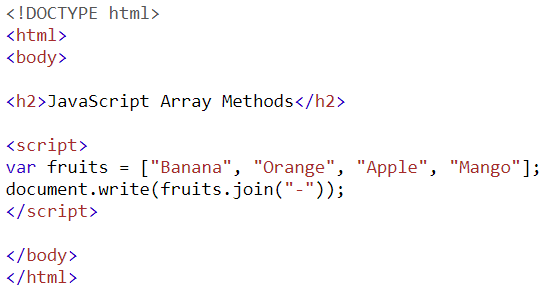 <!DOCTYPE html>
<html>
<body>
<h2>JavaScript Array Methods</h2>
<script>
var fruits = ["Banana", "Orange", "Apple", "Mango"];
document.write(fruits.join("-"));
</script>
</body>
</html>